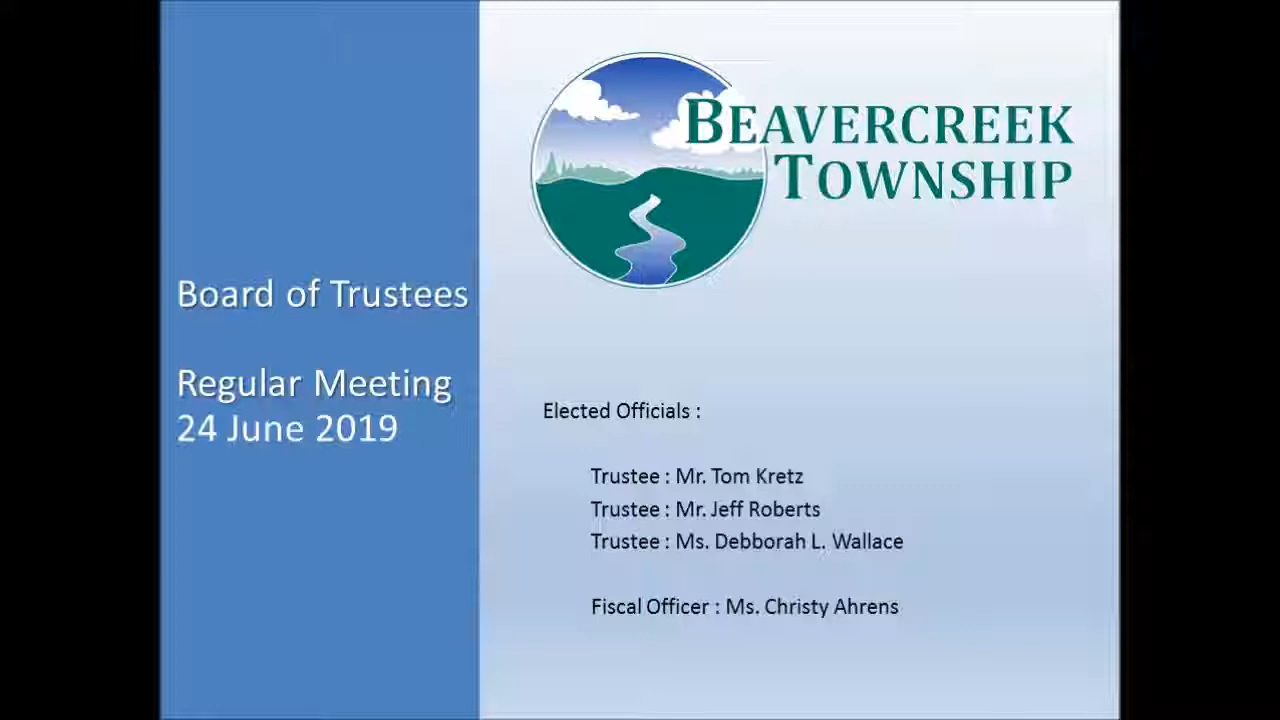 BEAVERCREEK
TOWNSHIP
Board of Trustees
Regular Meeting
24 June 2019
Elected Officials :
Trustee : Mr. Tom Kretz
Trustee : Mr. Jeff Roberts
Trustee : Ms. Debborah L. Wallace
Fiscal Officer : Ms. Christy Ahrens